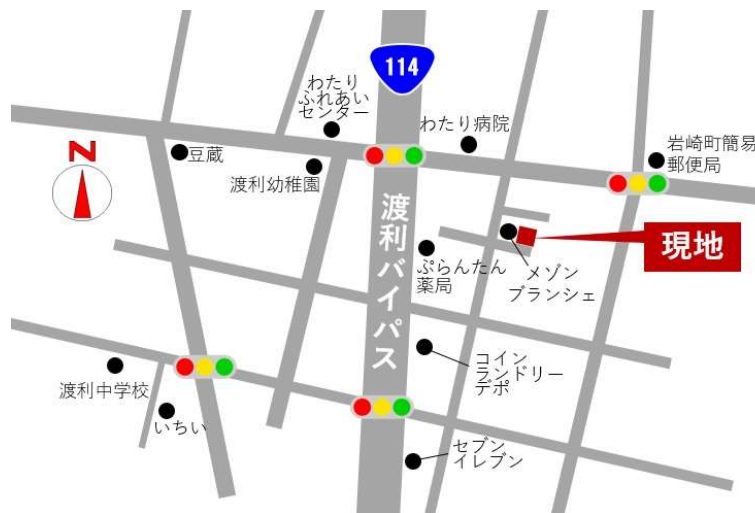 114
わたり
ふれあい
センター
わたり病院
岩崎町簡易
郵便局
豆蔵
渡利幼稚園
N
渡利バイパス
現地
ぷらんたん
薬局
メゾン
ブランシェ
コイン
ランドリー
デポ
渡利中学校
いちい
セブン
イレブン